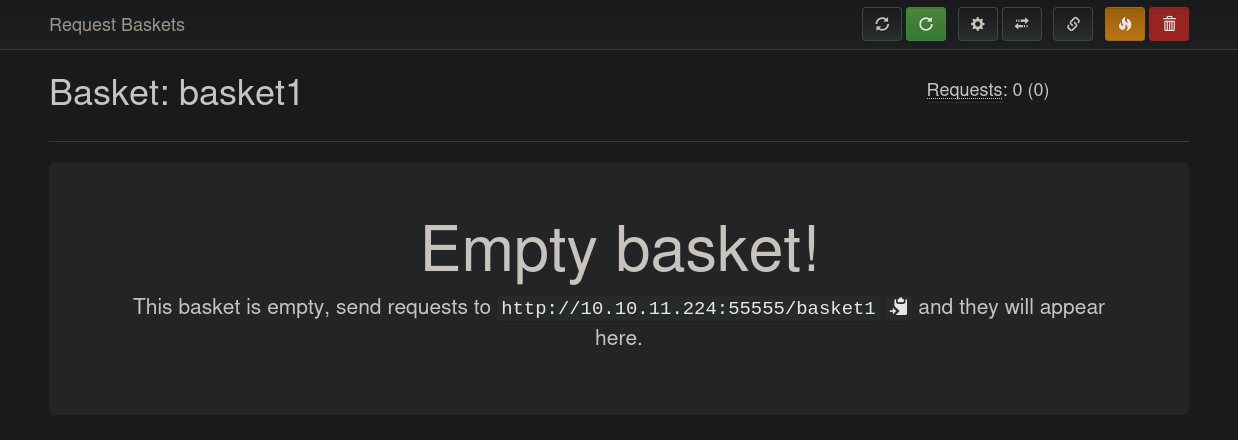 Request Baskets
Basket: basket1
Requests: 0 (0)
Empty basket!
This basket is empty, send requests to http://10.10.11.224:55555/basket1 and they will appear
here.